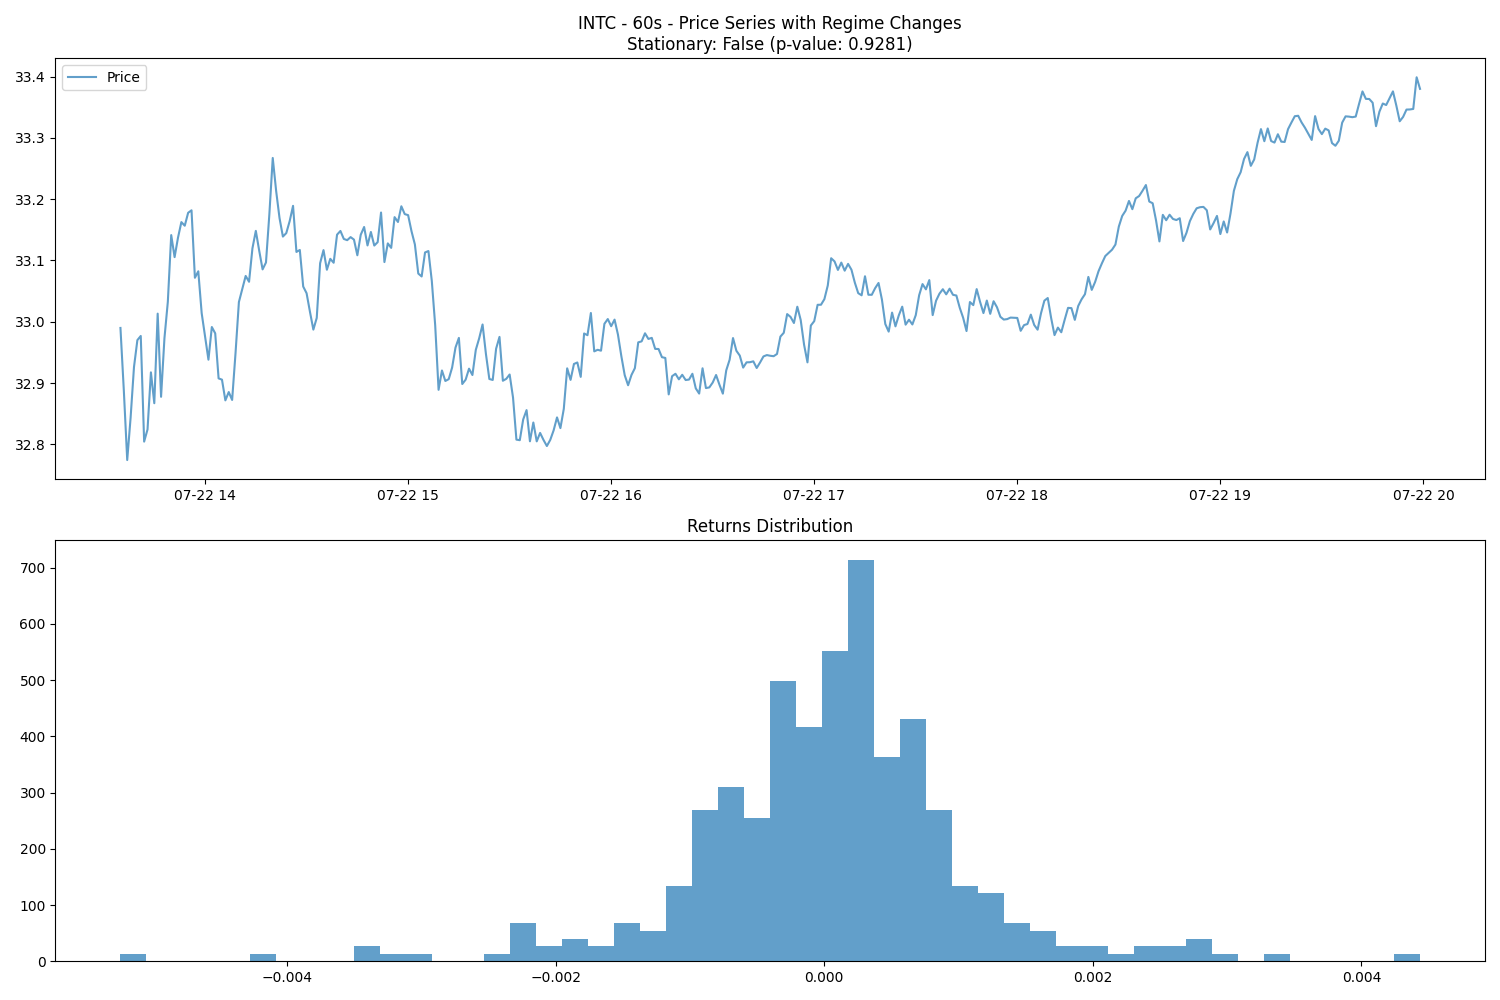 INTC - 60s - Price Series with Regime Changes
Stationary: False (p-value: 0.9281)
Price
33.4
33.3
33.2
33.1
33.0
32.9
32.8
07-22 14 07-22 15 07-22 16 07-22 17 07-22 18 07-22 19 07-22 20
Returns Distribution
700
600
500
400
300
200
100
0
−0.004 −0.002 0.000 0.002 0.004